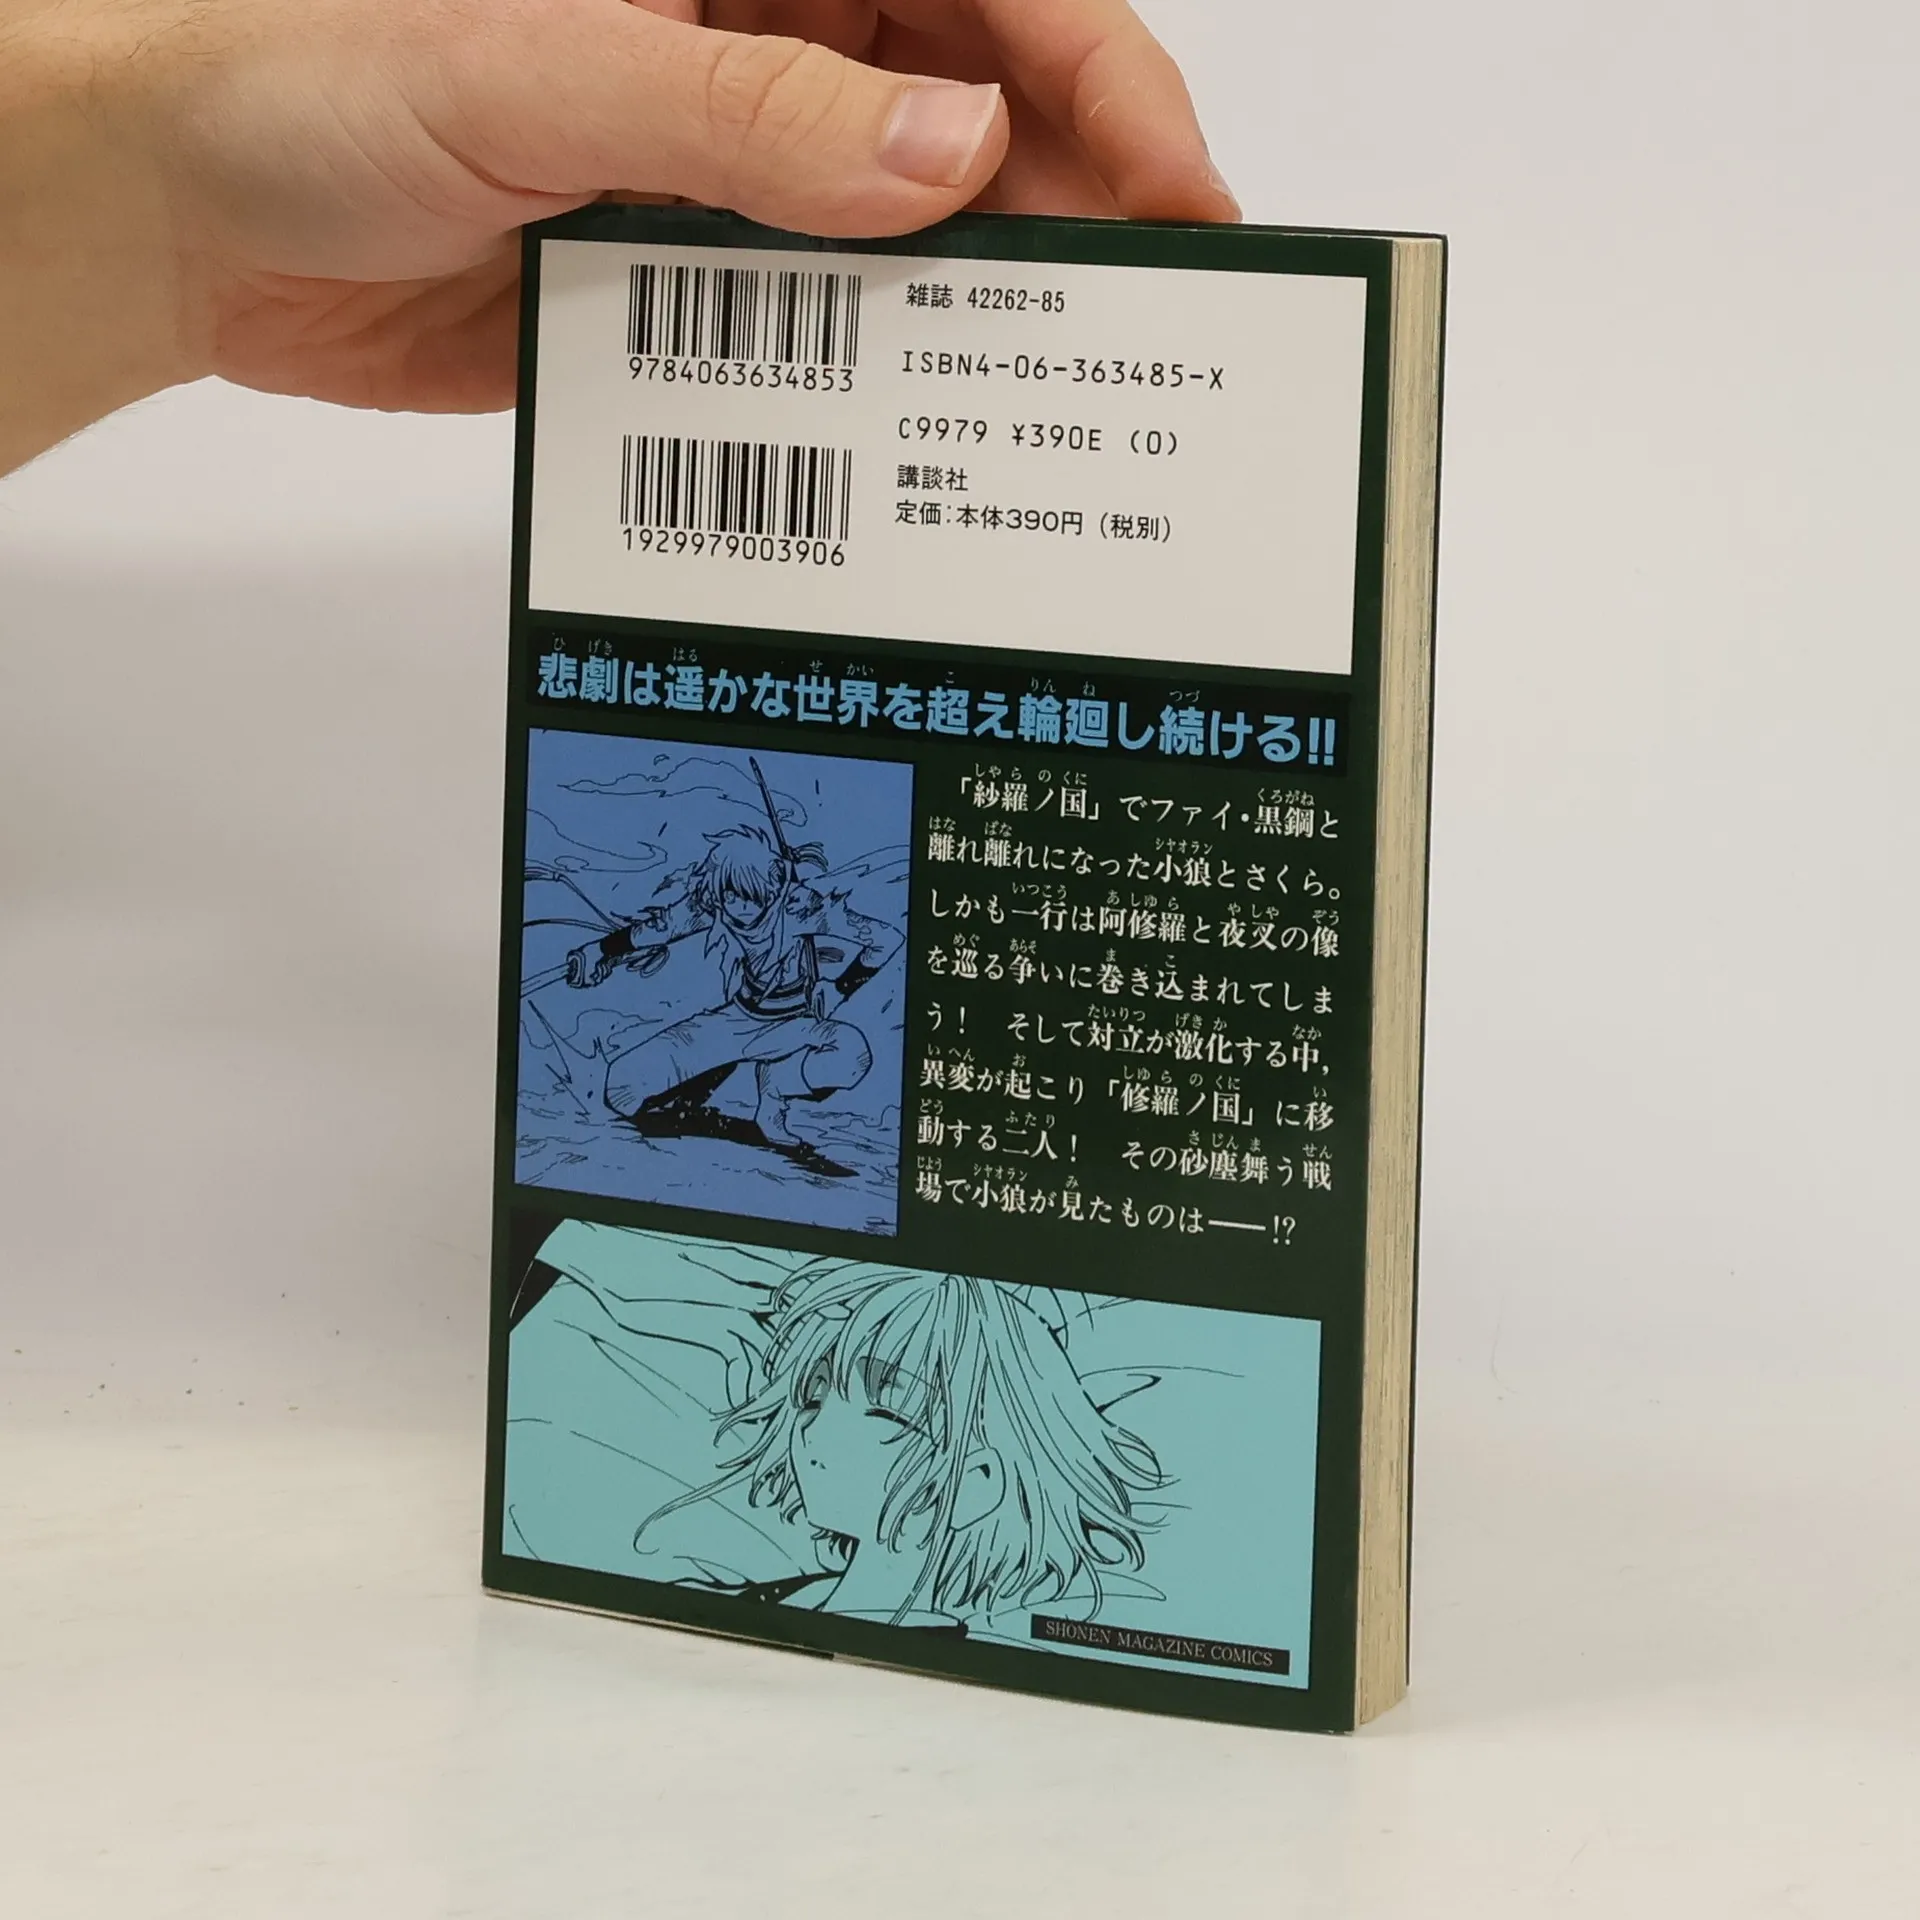 9784063634853
雑誌 42262-85
ISBN4-06-363485-X
C9979 ¥390E (0)
1929979003906
講談社
定価:本体390円(税別)
悲劇は遥かな世界を超え輪廻し続ける!!
「紗羅ノ国」でファイ・黒鋼と
離れ離れになった小狼とさくら。
しかも一行は阿修羅と夜叉の像
を巡る争いに巻き込まれてしま
う! そして対立が激化する中,
異変が起こり「修羅ノ国」に移
動する二人! その砂塵舞う戦
場で小狼が見たものは——!?
SHONEN MAGAZINE COMICS